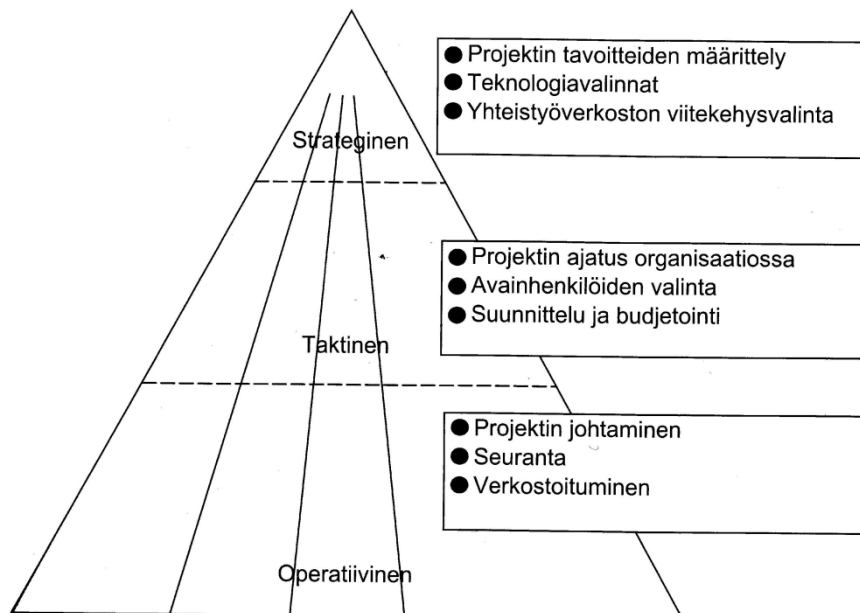 ● Projektin tavoitteiden määrittely
● Teknologiavalinnat
● Yhteistyöverkoston viitekehysvalinta
Strateginen
● Projektin ajatus organisaatiossa
● Avainhenkilöiden valinta
● Suunnittelu ja budjetointi
Taktinen
● Projektin johtaminen
● Seuranta
● Verkostoituminen
Operatiivinen